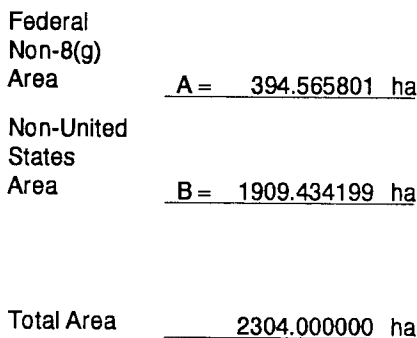 Federal
Non-8(g)
Area A = 394.565801 ha
Non-United
States
Area B = 1909.434199 ha
Total Area 2304.000000 ha